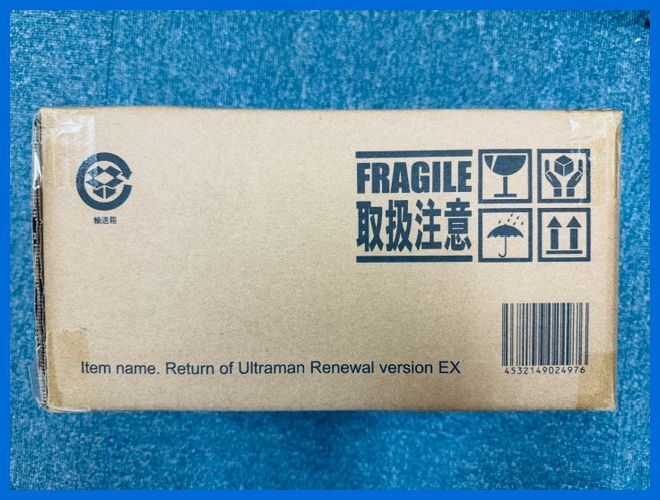 輸送箱
FRAGILE
取扱注意
Item name. Return of Ultraman Renewal version EX
4532149024976